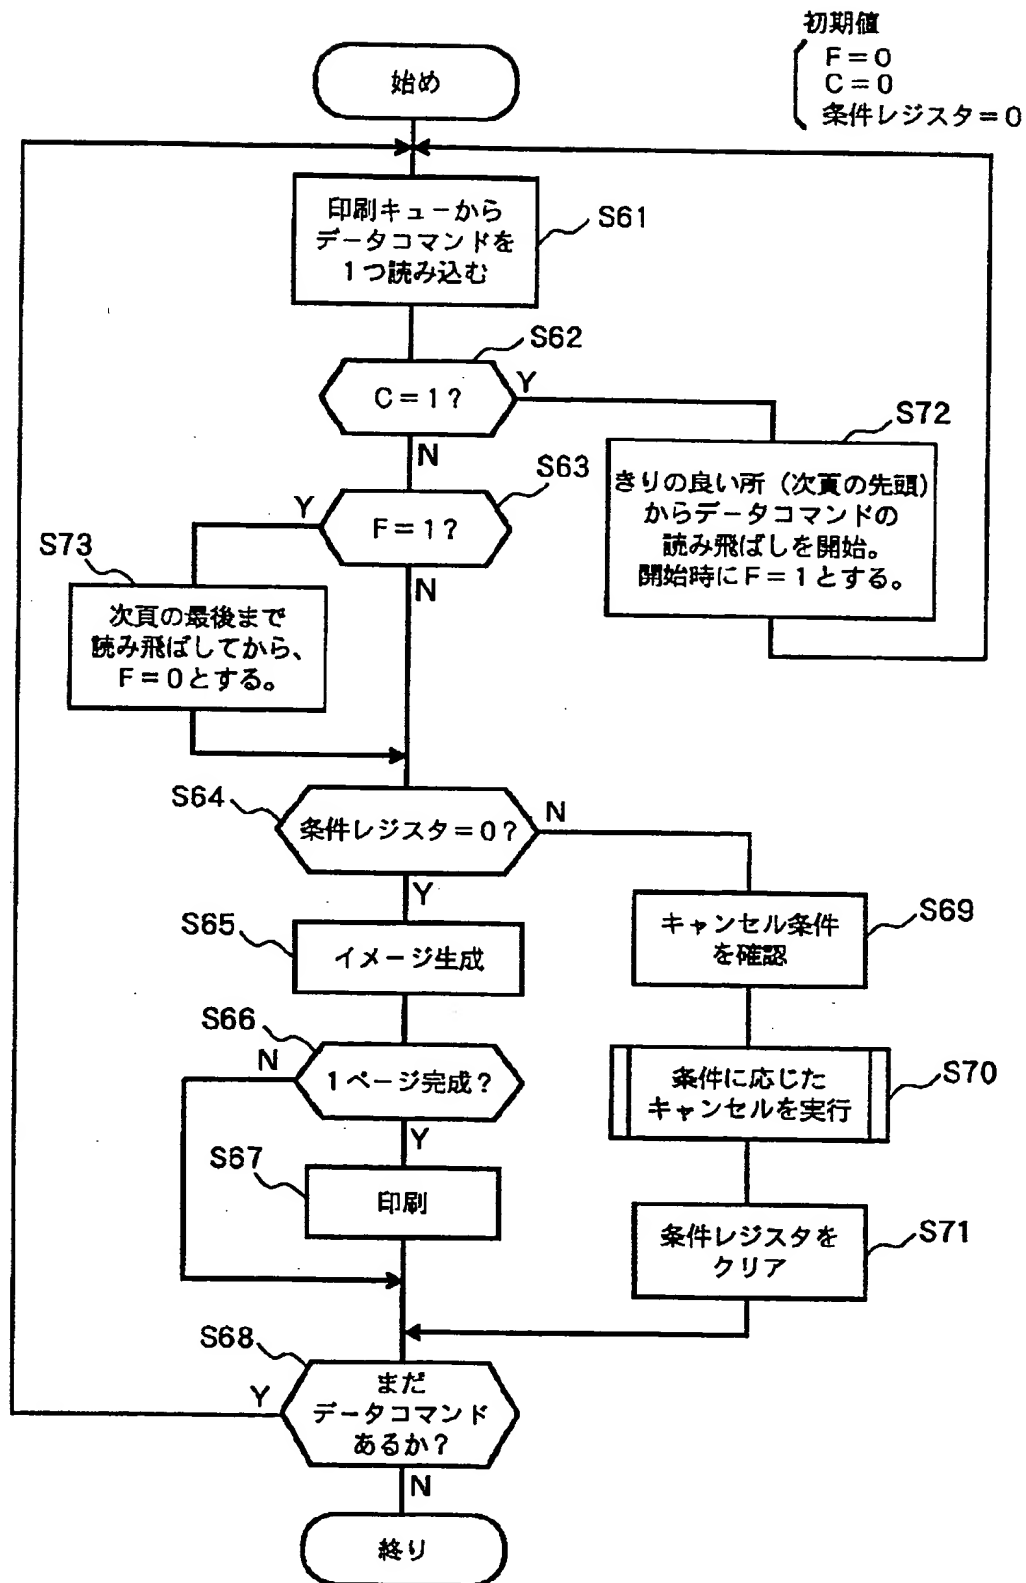 初期値
F=0
C=0
条件レジスタ=0
始め
印刷キューから
データコマンドを
1つ読み込む
S61
S62
C=1?
Y
N
S72
きりの良い所(次頁の先頭)
からデータコマンドの
読み飛ばしを開始。
開始時にF=1とする。
S63
F=1?
Y
N
S73
次頁の最後まで
読み飛ばしてから、
F=0とする。
S64
条件レジスタ=0?
N
Y
S65
イメージ生成
S69
キャンセル条件
を確認
S66
1ページ完成?
N
Y
S70
条件に応じた
キャンセルを実行
S67
印刷
S71
条件レジスタを
クリア
S68
まだ
データコマンド
あるか?
Y
N
終り